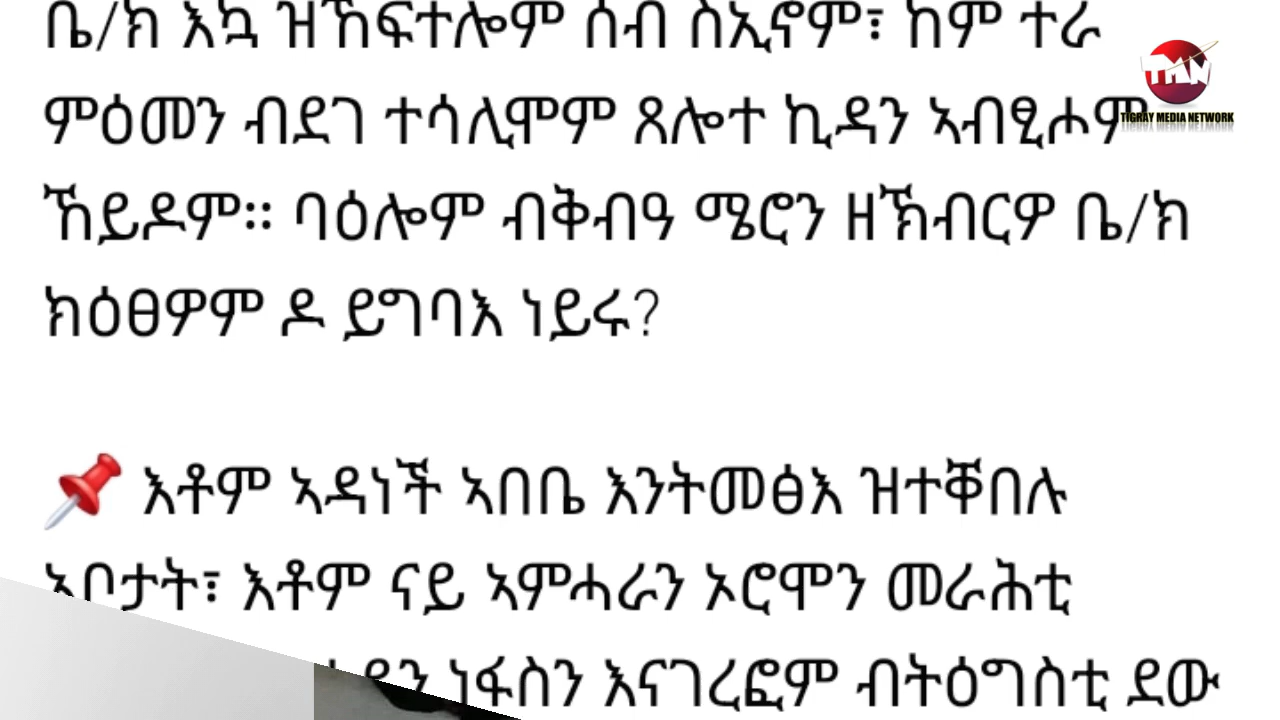 ቤ/ክ እኳ ዝኸፍተሎም ሰብ ስኢኖም፣ ከም ተራ
ምዕመን ብደገ ተሳሊሞም ጸሎተ ኪዳን ኣብፂሖም
ኸይዶም። ባዕሎም ብቅብዓ ሜሮን ዘኽብርዎ ቤ/ክ
ክዕፀዎም ዶ ይግባእ ነይሩ?
እቶም ኣዳነች ኣበቤ እንትመፅእ ዝተቐበሉ
ኣቦታት፣ እቶም ናይ ኣምሓራን ኦሮሞን መራሕቲ
ነፋስን እናገረፎም ብትዕግስቲ ደው
TMN
TIGRAY MEDIA NETWORK